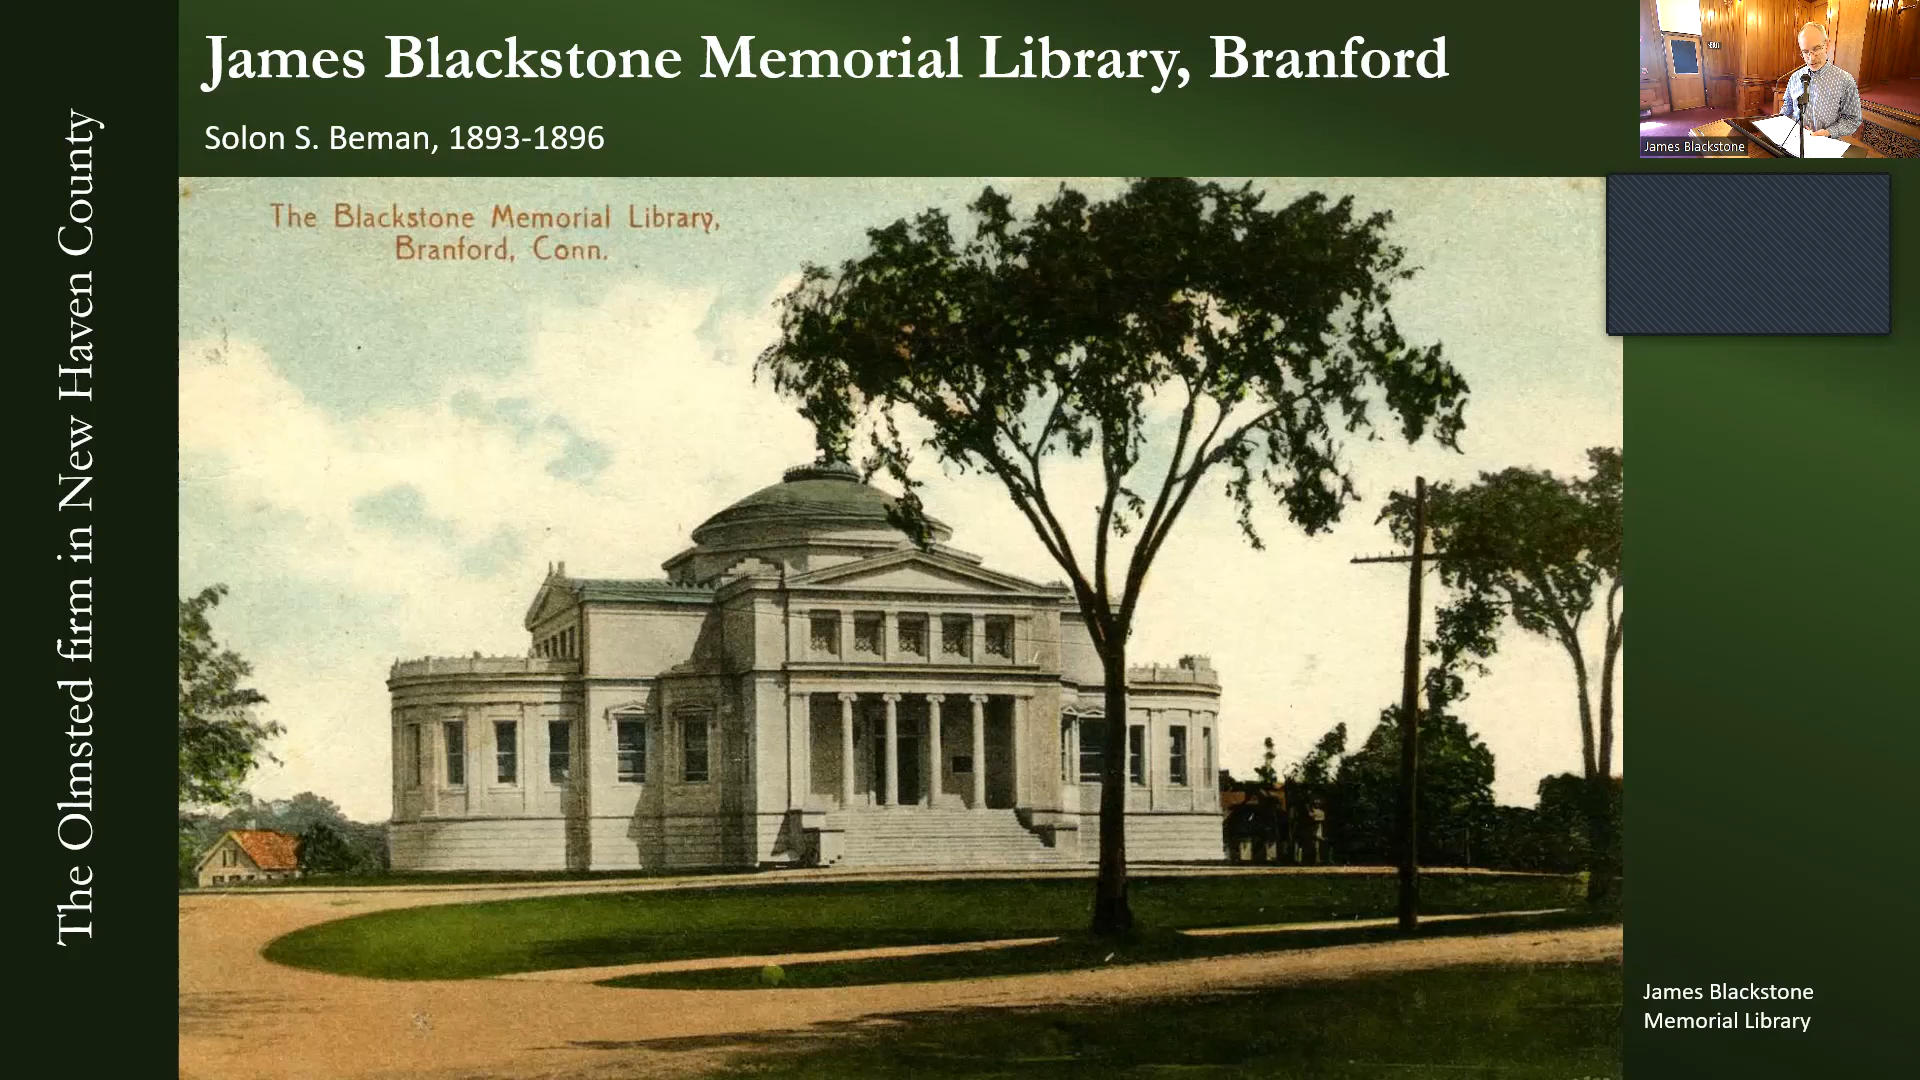 James Blackstone Memorial Library, Branford
Solon S. Beman, 1893-1896
The Olmsted firm in New Haven County
The Blackstone Memorial Library,
Branford, Conn.
James Blackstone
James Blackstone
Memorial Library